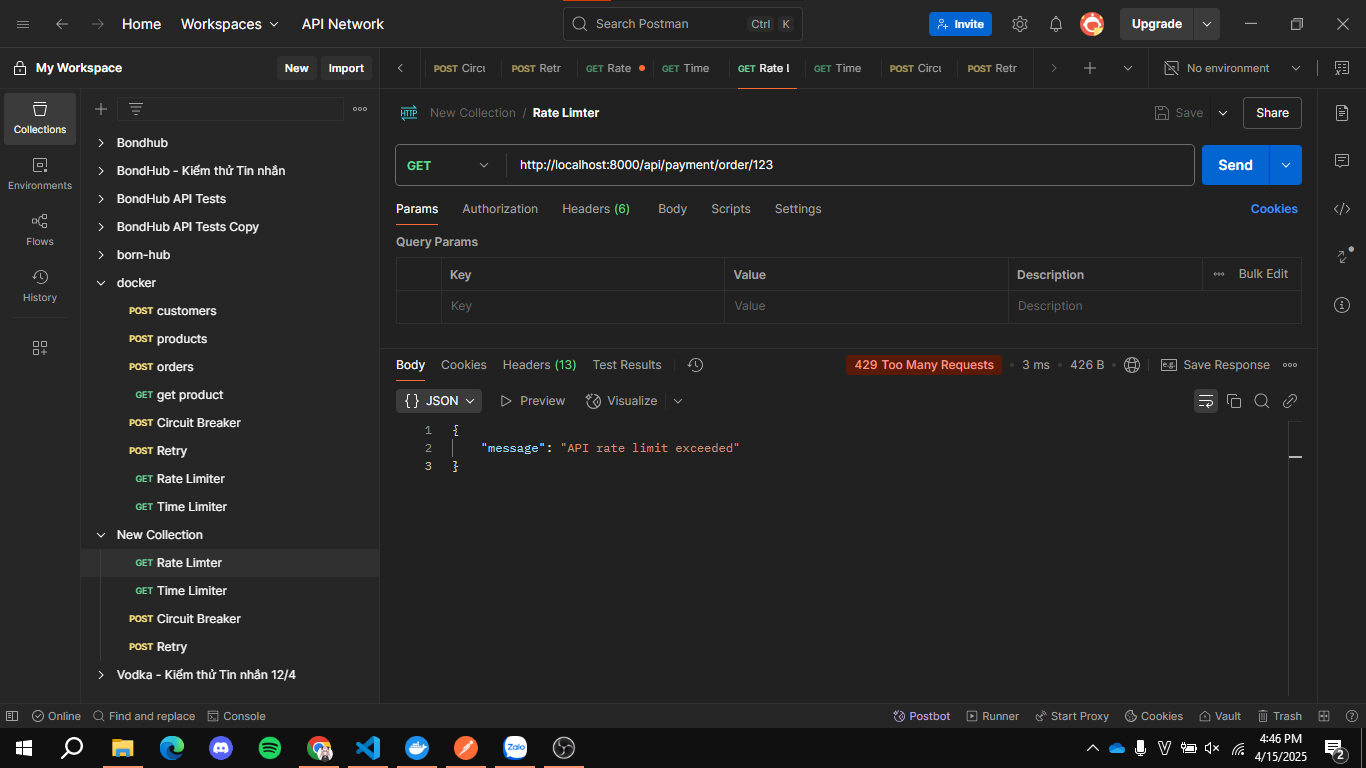 Home Workspaces API Network Search Postman Ctrl K Invite Upgrade
My Workspace New Import POST Circu POST Retr GET Rate GET Time GET Rate l GET Time POST Circu POST Retr No environment
Collections
Environments
Flows
History
Bondhub
BondHub - Kiểm thử Tin nhắn
BondHub API Tests
BondHub API Tests Copy
born-hub
docker
POST customers
POST products
POST orders
GET get product
POST Circuit Breaker
POST Retry
GET Rate Limiter
GET Time Limiter
New Collection
GET Rate Limter
GET Time Limiter
POST Circuit Breaker
POST Retry
Vodka - Kiểm thử Tin nhắn 12/4
HTTP New Collection / Rate Limter Save Share
GET http://localhost:8000/api/payment/order/123 Send
Params Authorization Headers (6) Body Scripts Settings Cookies
Query Params
Key Value Description Bulk Edit
Key Value Description
Body Cookies Headers (13) Test Results 429 Too Many Requests 3 ms 426 B e.g. Save Response
{} JSON Preview Visualize
1 {
2 "message": "API rate limit exceeded"
3 }
Online Find and replace Console Postbot Runner Start Proxy Cookies Vault Trash
Zalo V 4:46 PM
4/15/2025 2